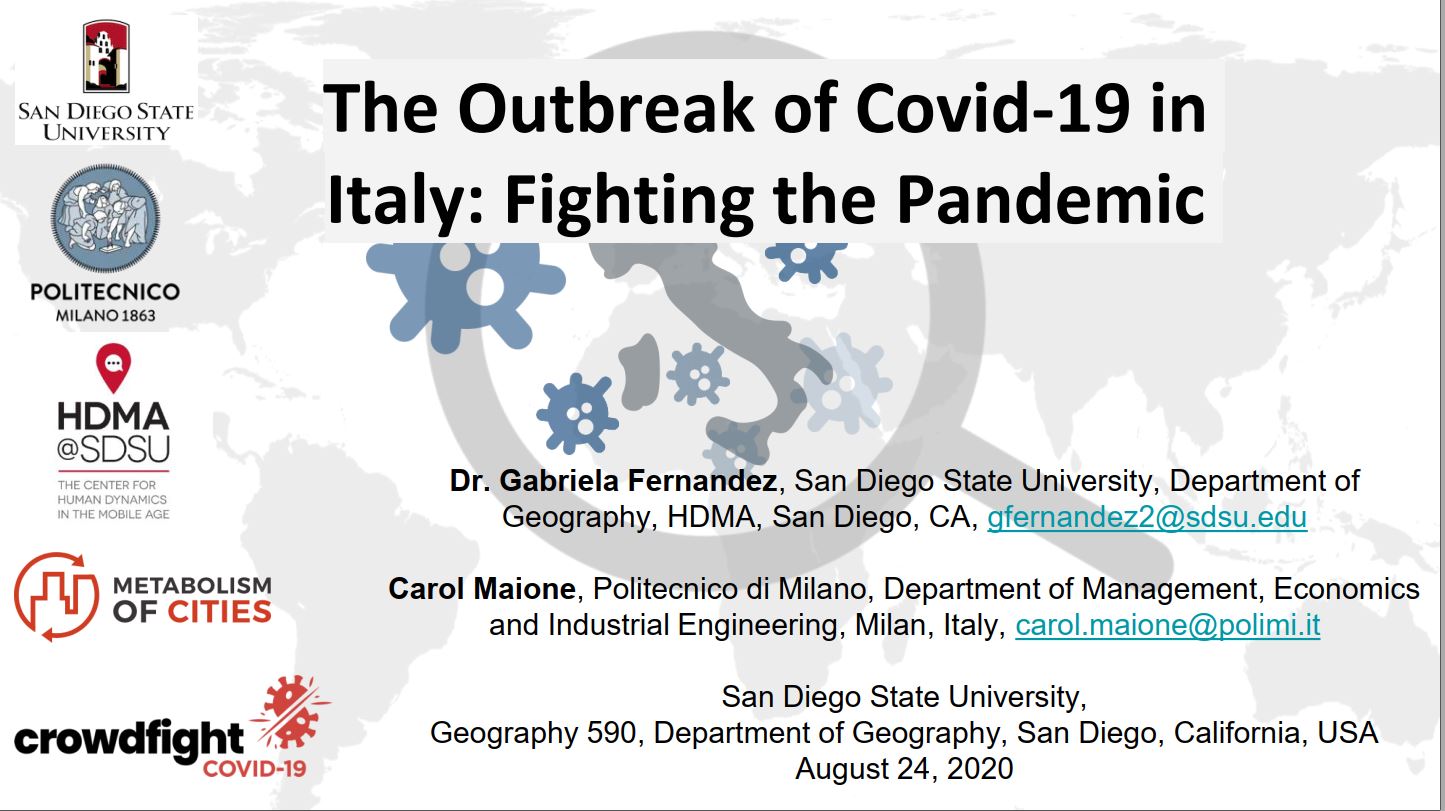 SAN DIEGO STATE
UNIVERSITY
POLITECNICO
MILANO 1863
HDMA
@SDSU
THE CENTER FOR
HUMAN DYNAMICS
IN THE MOBILE AGE
METABOLISM
OF CITIES
crowdfight
COVID-19
The Outbreak of Covid-19 in
Italy: Fighting the Pandemic
Dr. Gabriela Fernandez, San Diego State University, Department of
Geography, HDMA, San Diego, CA, gfernandez2@sdsu.edu
Carol Maione, Politecnico di Milano, Department of Management, Economics
and Industrial Engineering, Milan, Italy, carol.maione@polimi.it
San Diego State University,
Geography 590, Department of Geography, San Diego, California, USA
August 24, 2020